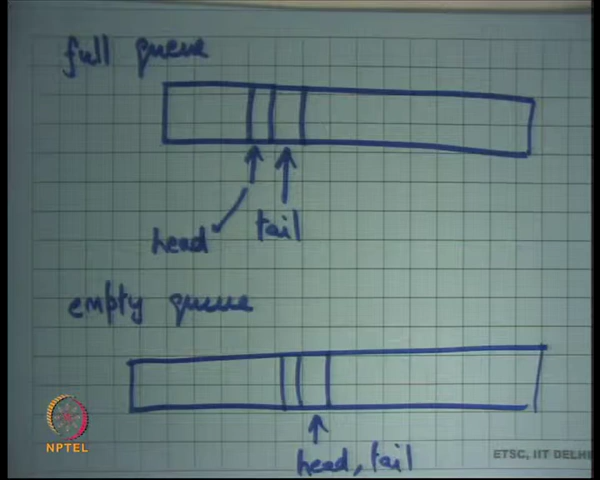 full queue
head
tail
empty queue
head, tail
NPTEL
ETSC, IIT DELHI